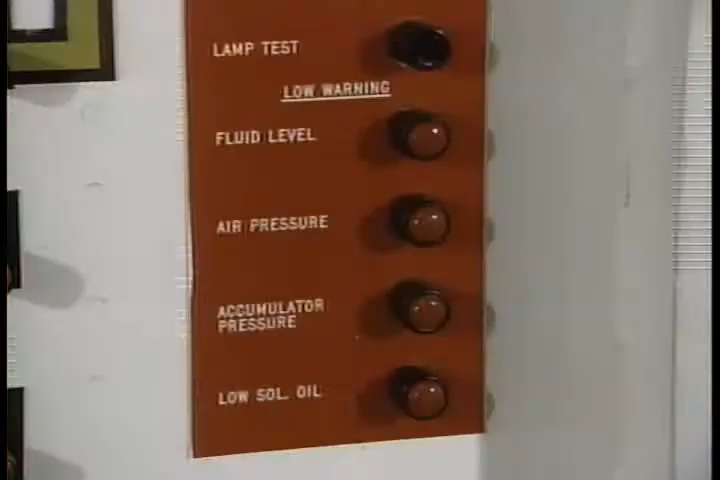 LAMP TEST
LOW WARNING
FLUID LEVEL
AIR PRESSURE
ACCUMULATOR
PRESSURE
LOW SOL. OIL